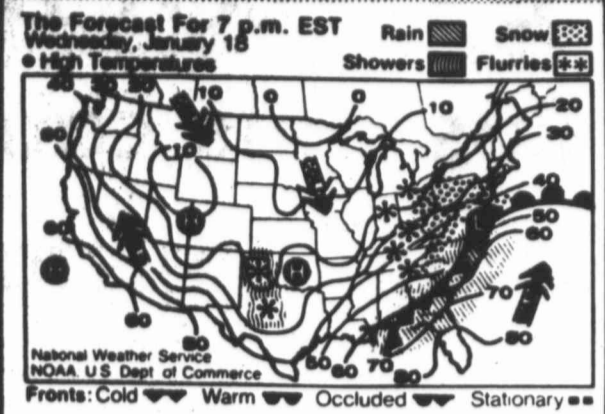 The Forecast For 7 p.m. EST
Wednesday, January 18
● High Temperatures
Rain Snow
Showers Flurries
40 30 20 10 0 0 10 20
30
10
60 40
50
60 60
H H H L
70
60 80
80
50 60 70 80
National Weather Service
NOAA. U S Dept of Commerce
Fronts: Cold Warm Occluded Stationary